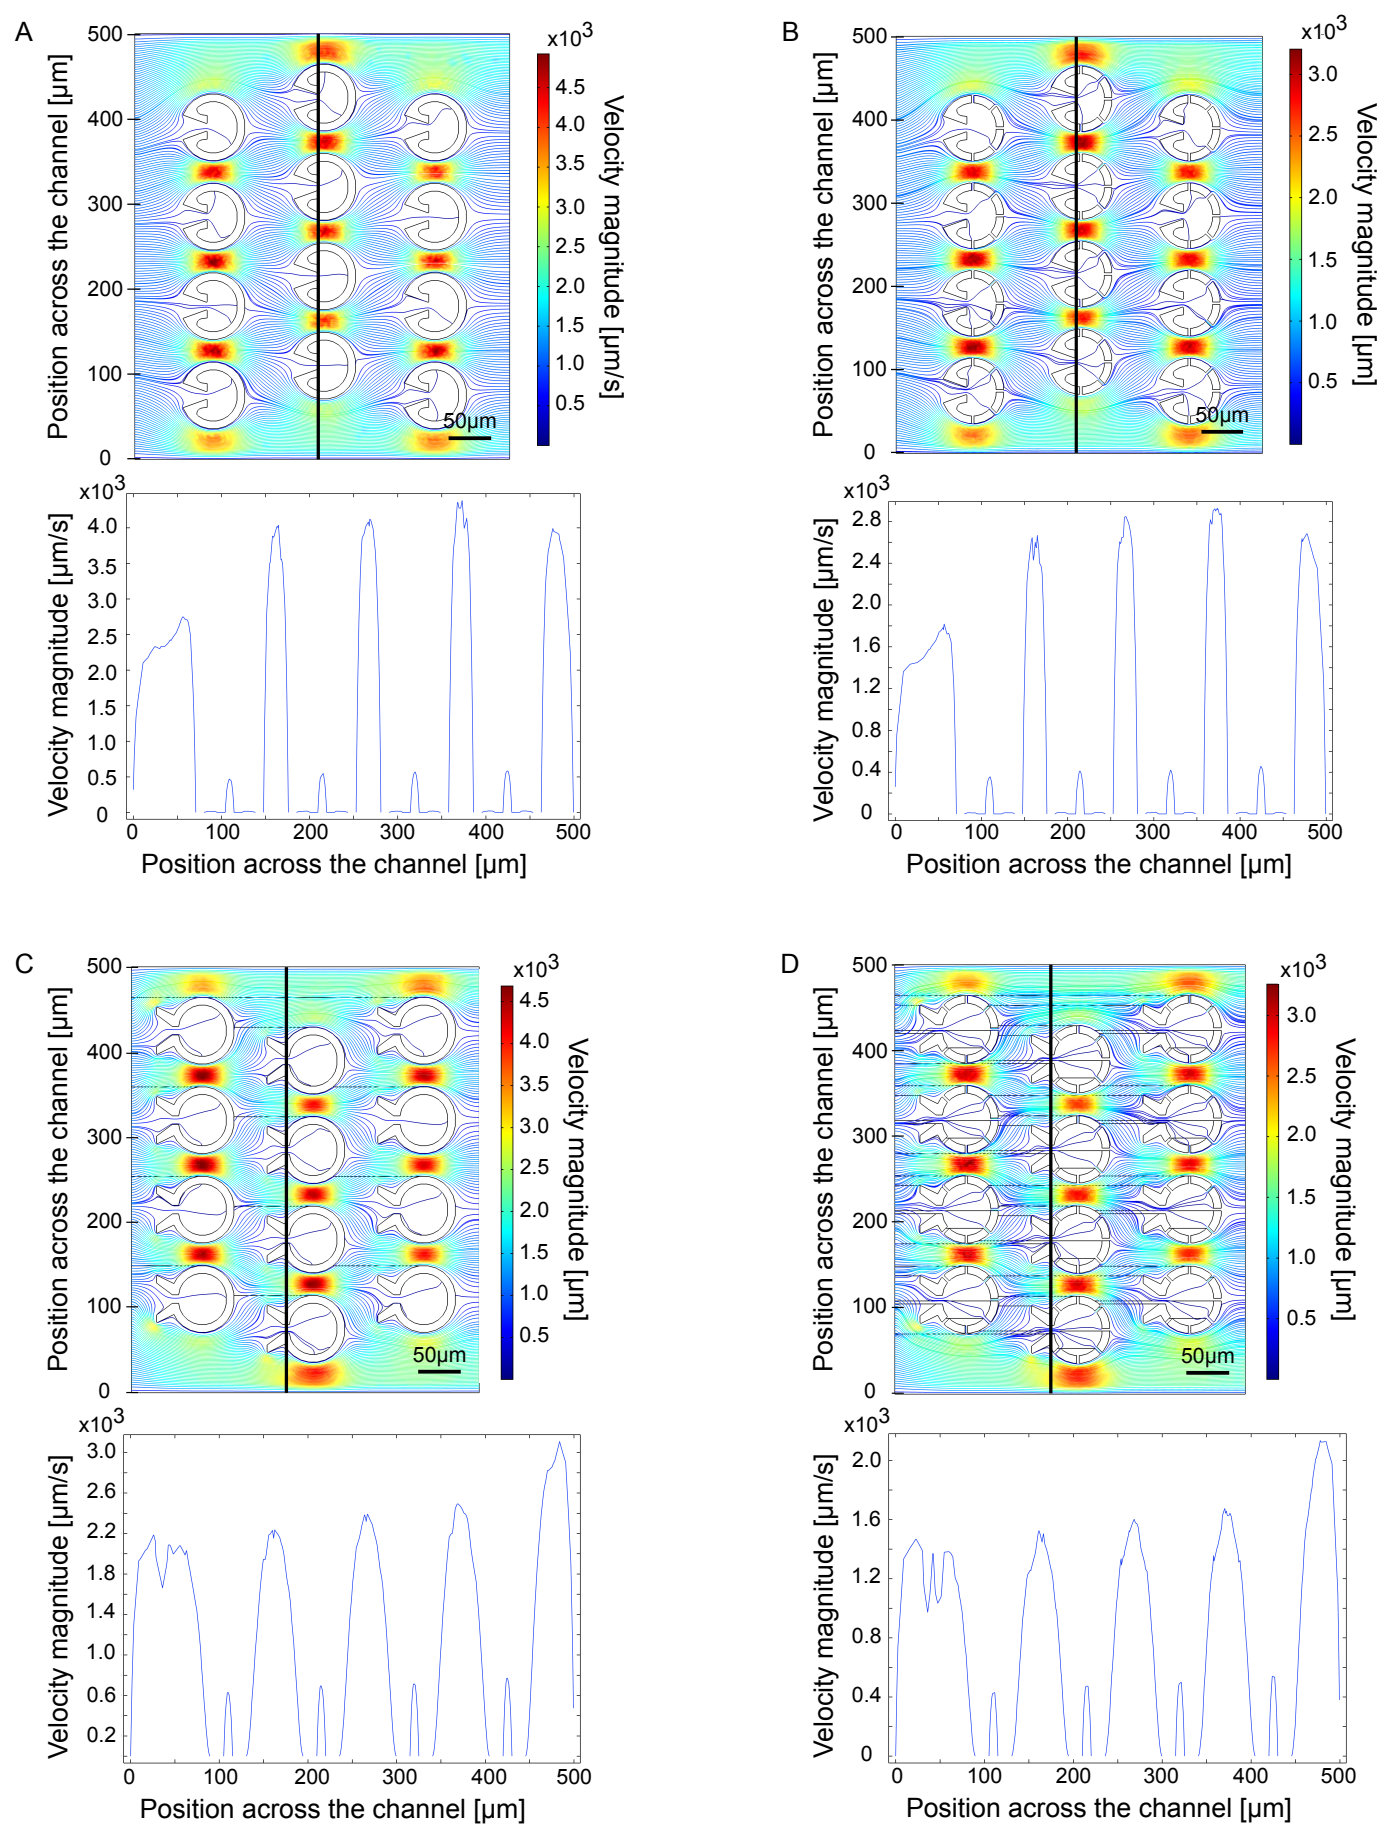 A
x10³
500
400
300
200
100
0
Position across the channel [µm]
50µm
4.5
4.0
3.5
3.0
2.5
2.0
1.5
1.0
0.5
Velocity magnitude [µm/s]
x10³
4.0
3.5
3.0
2.5
2.0
1.5
1.0
0.5
0
Velocity magnitude [µm/s]
0 100 200 300 400 500
Position across the channel [µm]
B
x10³
500
400
300
200
100
0
Position across the channel [µm]
50µm
3.0
2.5
2.0
1.5
1.0
0.5
Velocity magnitude [µm]
x10³
2.8
2.4
2.0
1.6
1.2
0.8
0.4
0
Velocity magnitude [µm/s]
0 100 200 300 400 500
Position across the channel [µm]
C
x10³
500
400
300
200
100
0
Position across the channel [µm]
50µm
4.5
4.0
3.5
3.0
2.5
2.0
1.5
1.0
0.5
Velocity magnitude [µm]
x10³
3.0
2.6
2.2
1.8
1.4
1.0
0.6
0.2
Velocity magnitude [µm/s]
0 100 200 300 400 500
Position across the channel [µm]
D
x10³
500
400
300
200
100
0
Position across the channel [µm]
50µm
3.0
2.5
2.0
1.5
1.0
0.5
Velocity magnitude [µm]
x10³
2.0
1.6
1.2
0.8
0.4
0
Velocity magnitude [µm/s]
0 100 200 300 400 500
Position across the channel [µm]